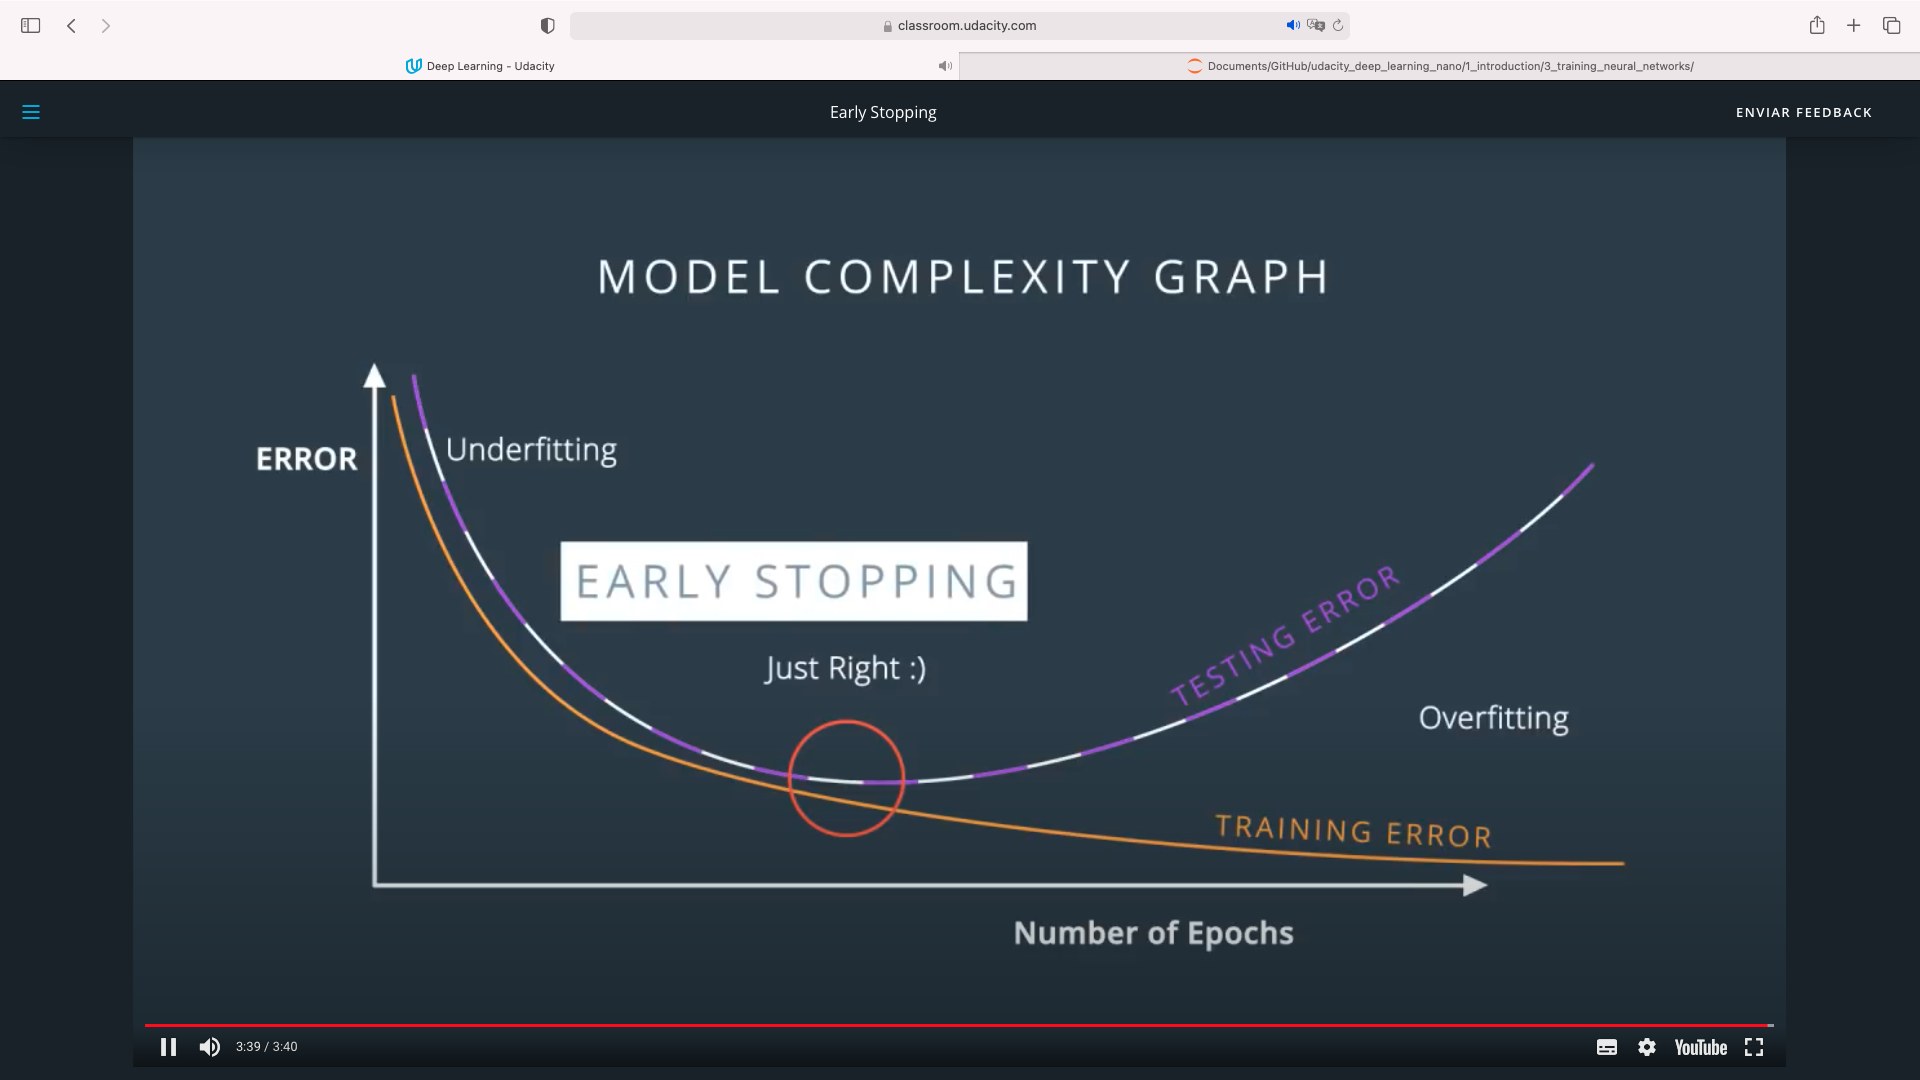 classroom.udacity.com
Deep Learning - Udacity
Documents/GitHub/udacity_deep_learning_nano/1_introduction/3_training_neural_networks/
Early Stopping
ENVIAR FEEDBACK
MODEL COMPLEXITY GRAPH
ERROR
Underfitting
EARLY STOPPING
TESTING ERROR
Just Right :)
Overfitting
TRAINING ERROR
Number of Epochs
3:39 / 3:40
YouTube